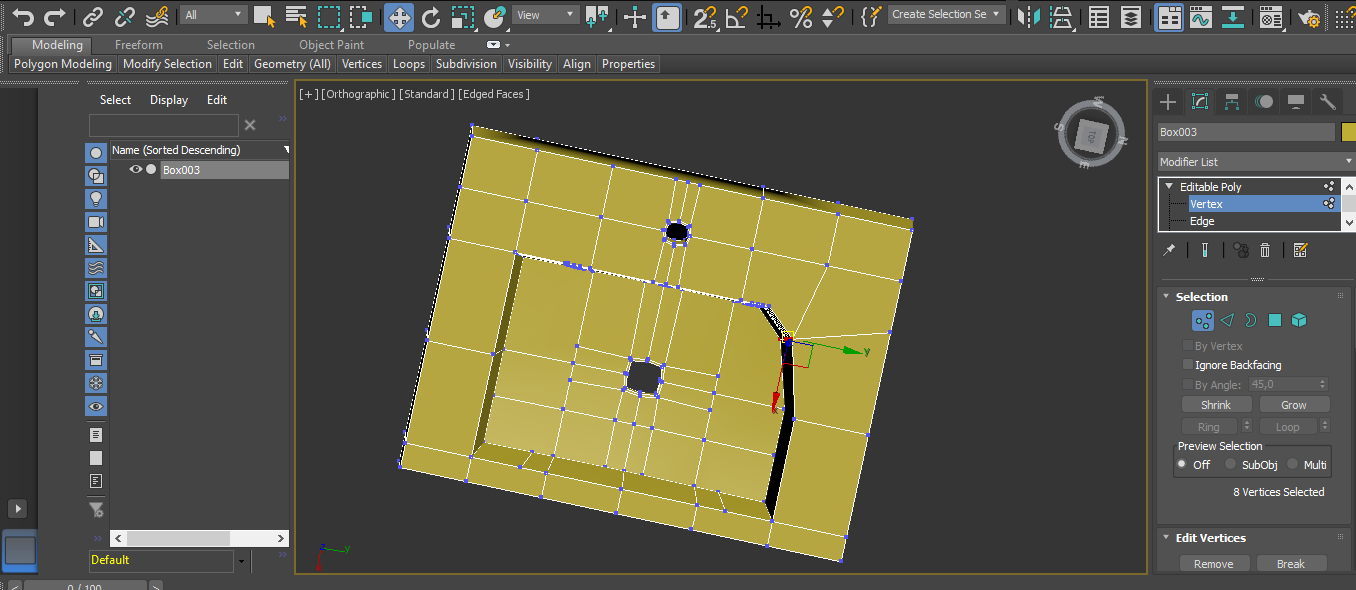 All
View
Create Selection Se
Modeling Freeform Selection Object Paint Populate
Polygon Modeling Modify Selection Edit Geometry (All) Vertices Loops Subdivision Visibility Align Properties
Select Display Edit
Name (Sorted Descending)
Box003
Default
0 / 100
[+] [Orthographic] [Standard] [Edged Faces]
TOP
S
N
W
E
y
x
y
Box003
Modifier List
Editable Poly
Vertex
Edge
Selection
By Vertex
Ignore Backfacing
By Angle: 45,0
Shrink Grow
Ring Loop
Preview Selection
Off SubObj Multi
8 Vertices Selected
Edit Vertices
Remove Break